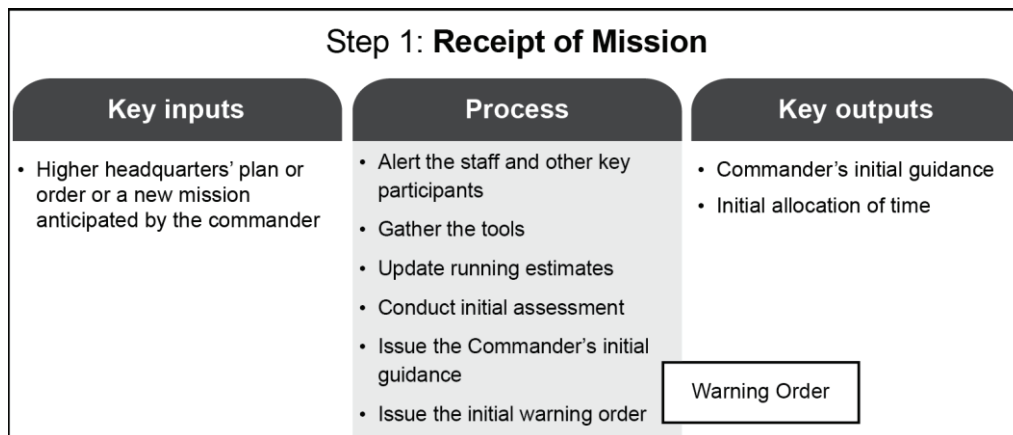 Step 1: Receipt of Mission
Key inputs
• Higher headquarters' plan or
order or a new mission
anticipated by the commander
Process
• Alert the staff and other key
participants
• Gather the tools
• Update running estimates
• Conduct initial assessment
• Issue the Commander's initial
guidance
• Issue the initial warning order
Key outputs
• Commander's initial guidance
• Initial allocation of time
Warning Order